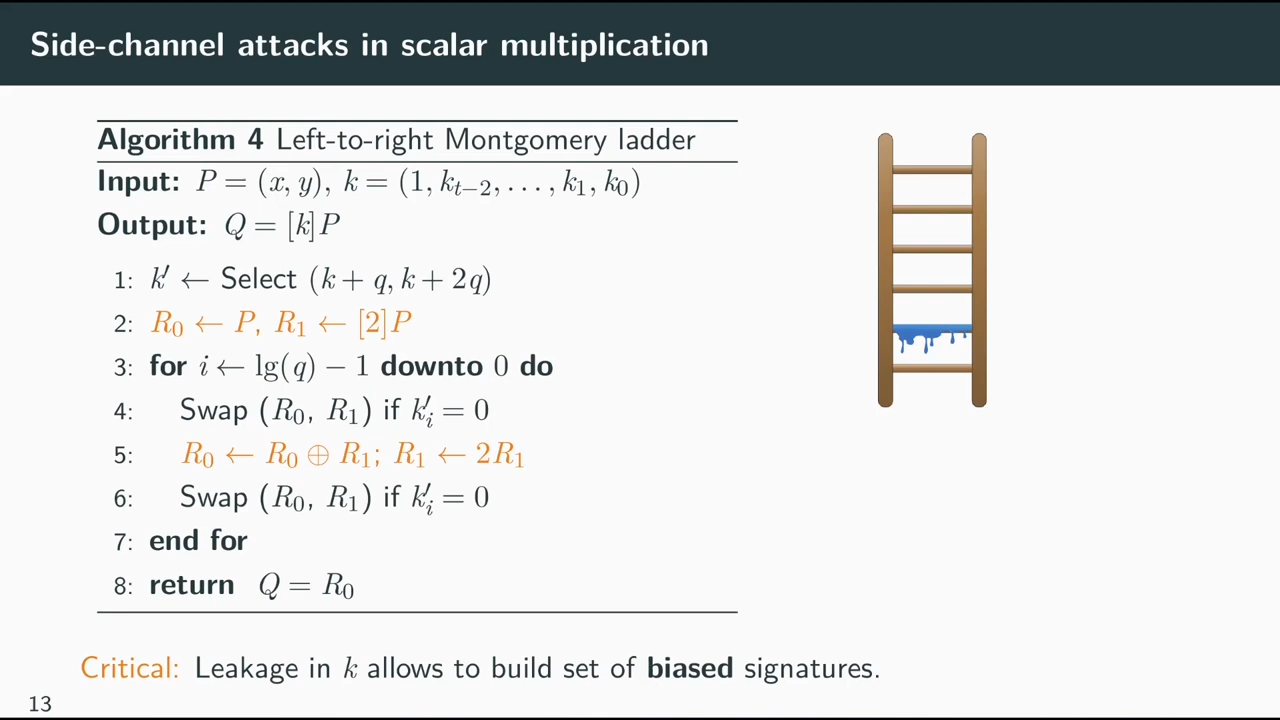 Side-channel attacks in scalar multiplication
Algorithm 4 Left-to-right Montgomery ladder
Input: P = (x, y), k = (1, k_{t−2}, . . . , k_1, k_0)
Output: Q = [k]P
1: k′ ← Select (k + q, k + 2q)
2: R_0 ← P, R_1 ← [2]P
3: for i ← lg(q) − 1 downto 0 do
4: Swap (R_0, R_1) if k′_i = 0
5: R_0 ← R_0 ⊕ R_1; R_1 ← 2R_1
6: Swap (R_0, R_1) if k′_i = 0
7: end for
8: return Q = R_0
Critical: Leakage in k allows to build set of biased signatures.
13